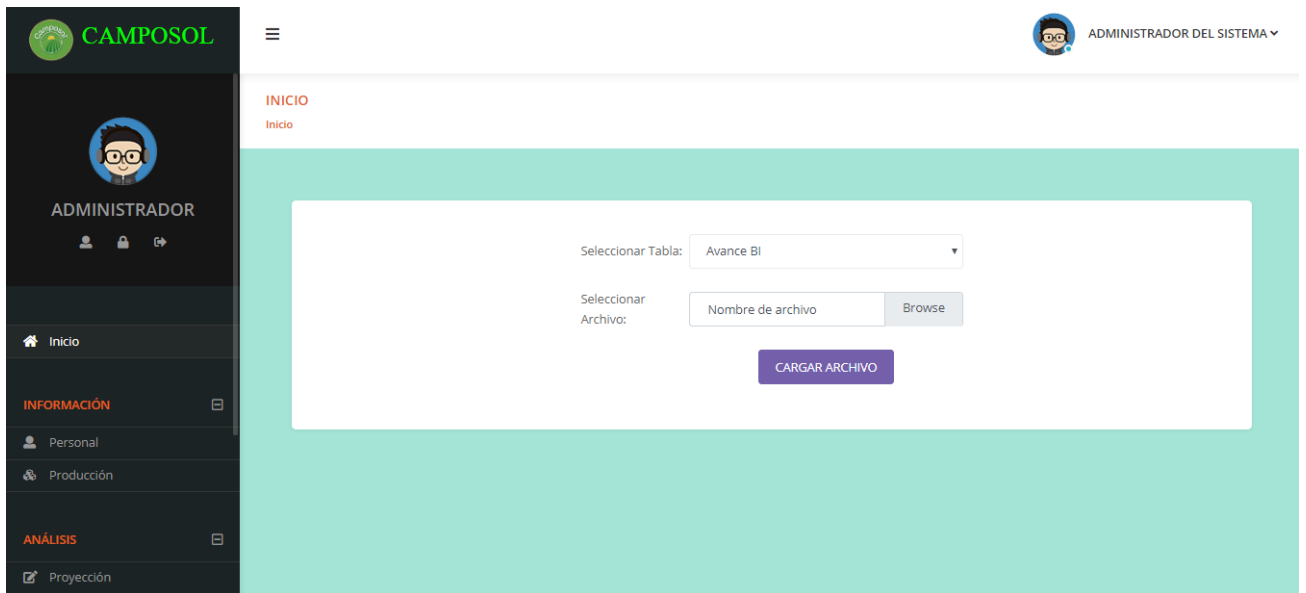 Camposol
CAMPOSOL
ADMINISTRADOR DEL SISTEMA
INICIO
Inicio
ADMINISTRADOR
Inicio
INFORMACIÓN
Personal
Producción
ANÁLISIS
Proyección
Seleccionar Tabla:
Avance BI
Seleccionar
Archivo:
Nombre de archivo
Browse
CARGAR ARCHIVO